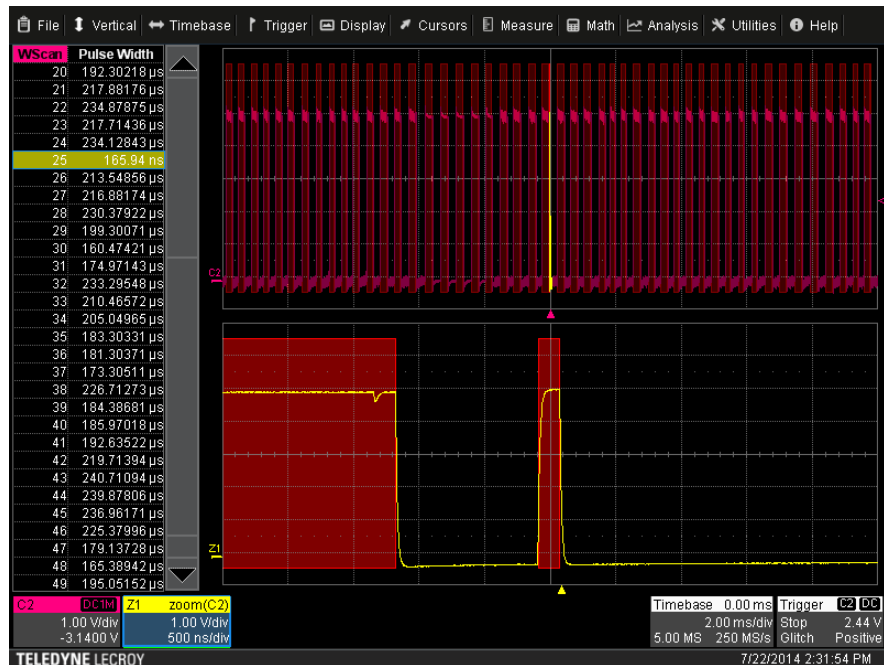 File Vertical Timebase Trigger Display Cursors Measure Math Analysis Utilities Help
WScan Pulse Width
20 192.30218 µs
21 217.88176 µs
22 234.87875 µs
23 217.71436 µs
24 234.12843 µs
25 165.94 ns
26 213.54856 µs
27 216.88174 µs
28 230.37922 µs
29 199.30071 µs
30 160.47421 µs
31 174.97143 µs
32 233.29548 µs
33 210.46572 µs
34 205.04965 µs
35 183.30331 µs
36 181.30371 µs
37 173.30511 µs
38 226.71273 µs
39 184.38681 µs
40 185.97018 µs
41 192.63522 µs
42 219.71394 µs
43 240.71094 µs
44 239.87806 µs
45 236.96171 µs
46 225.37996 µs
47 179.13728 µs
48 165.38942 µs
49 195.05152 µs
C2
Z1
C2 DC1M
1.00 V/div
-3.1400 V
Z1 zoom(C2)
1.00 V/div
500 ns/div
Timebase 0.00 ms
2.00 ms/div
5.00 MS 250 MS/s
Trigger C2 DC
Stop 2.44 V
Glitch Positive
TELEDYNE LECROY
7/22/2014 2:31:54 PM